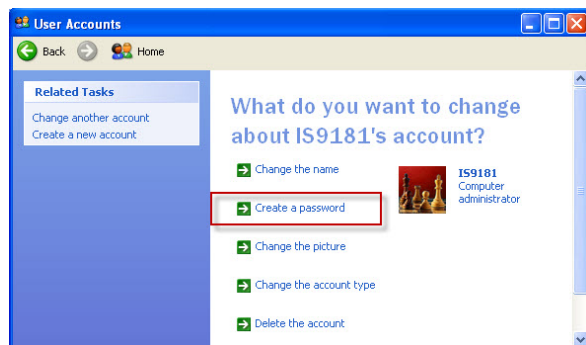 User Accounts
Back Home
Related Tasks
Change another account
Create a new account
What do you want to change
about IS9181's account?
Change the name
Create a password
Change the picture
Change the account type
Delete the account
IS9181
Computer
administrator